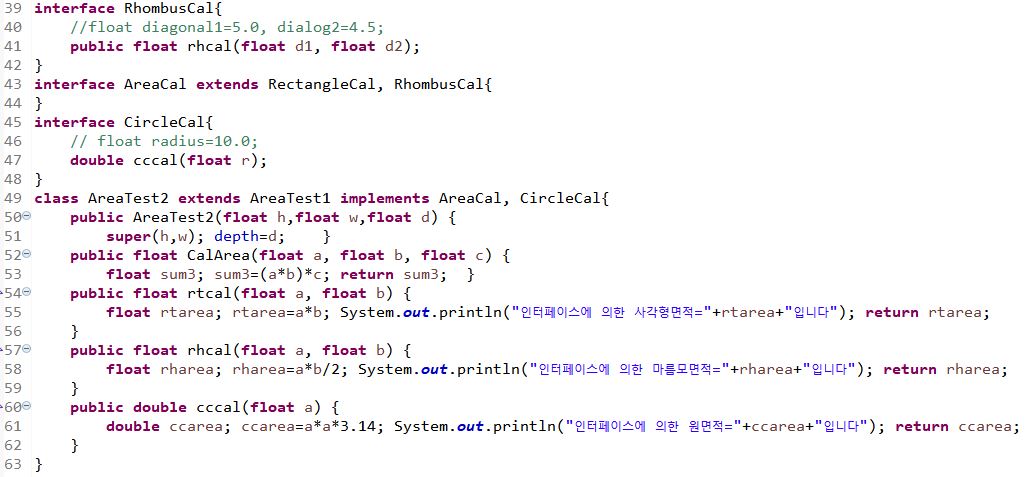 39 interface RhombusCal{
40     //float diagonal1=5.0, dialog2=4.5;
41     public float rhcal(float d1, float d2);
42 }
43 interface AreaCal extends RectangleCal, RhombusCal{
44 }
45 interface CircleCal{
46     // float radius=10.0;
47     double cccal(float r);
48 }
49 class AreaTest2 extends AreaTest1 implements AreaCal, CircleCal{
50     public AreaTest2(float h,float w,float d) {
51         super(h,w); depth=d;    }
52     public float CalArea(float a, float b, float c) {
53         float sum3; sum3=(a*b)*c; return sum3;  }
54     public float rtcal(float a, float b) {
55         float rtarea; rtarea=a*b; System.out.println("인터페이스에 의한 사각형면적="+rtarea+"입니다"); return rtarea;
56     }
57     public float rhcal(float a, float b) {
58         float rharea; rharea=a*b/2; System.out.println("인터페이스에 의한 마름모면적="+rharea+"입니다"); return rharea;
59     }
60     public double cccal(float a) {
61         double ccarea; ccarea=a*a*3.14; System.out.println("인터페이스에 의한 원면적="+ccarea+"입니다"); return ccarea;
62     }
63 }